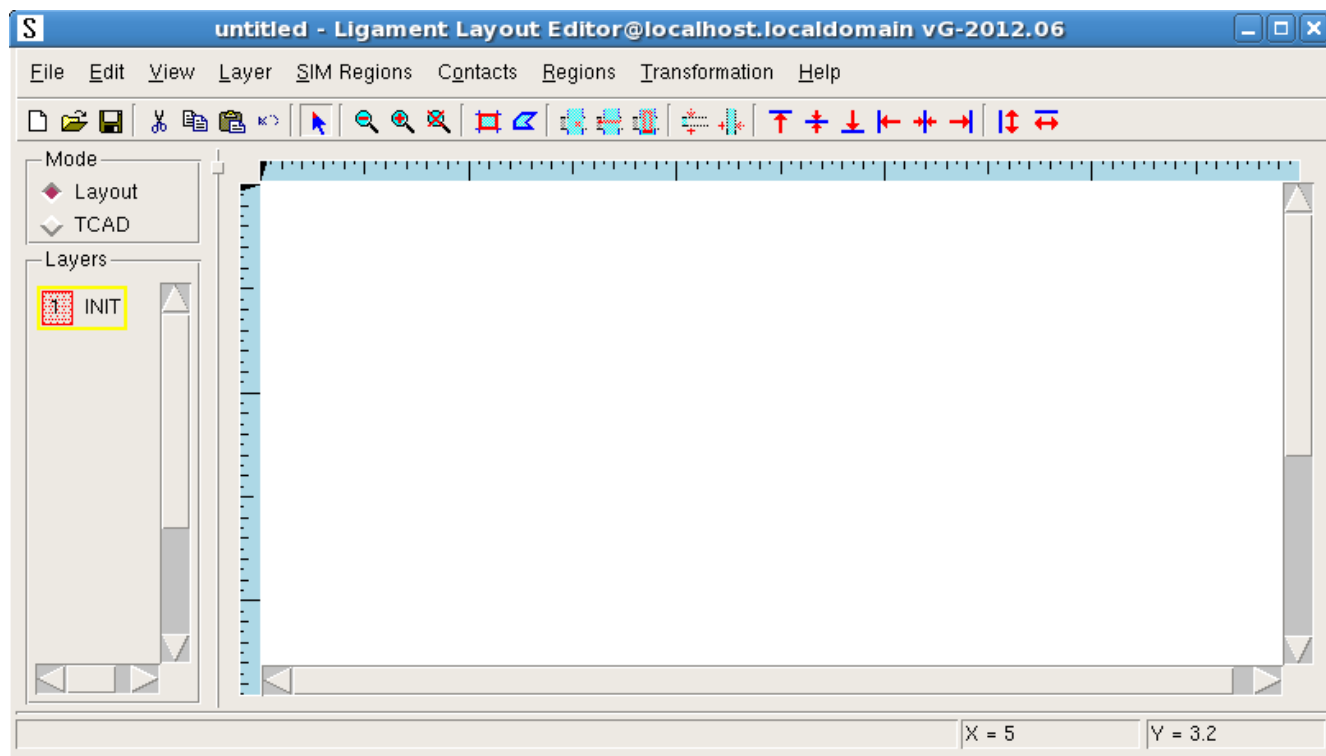 S untitled - Ligament Layout Editor@localhost.localdomain vG-2012.06
File Edit View Layer SIM Regions Contacts Regions Transformation Help
Mode
Layout
TCAD
Layers
1 INIT
X = 5 Y = 3.2